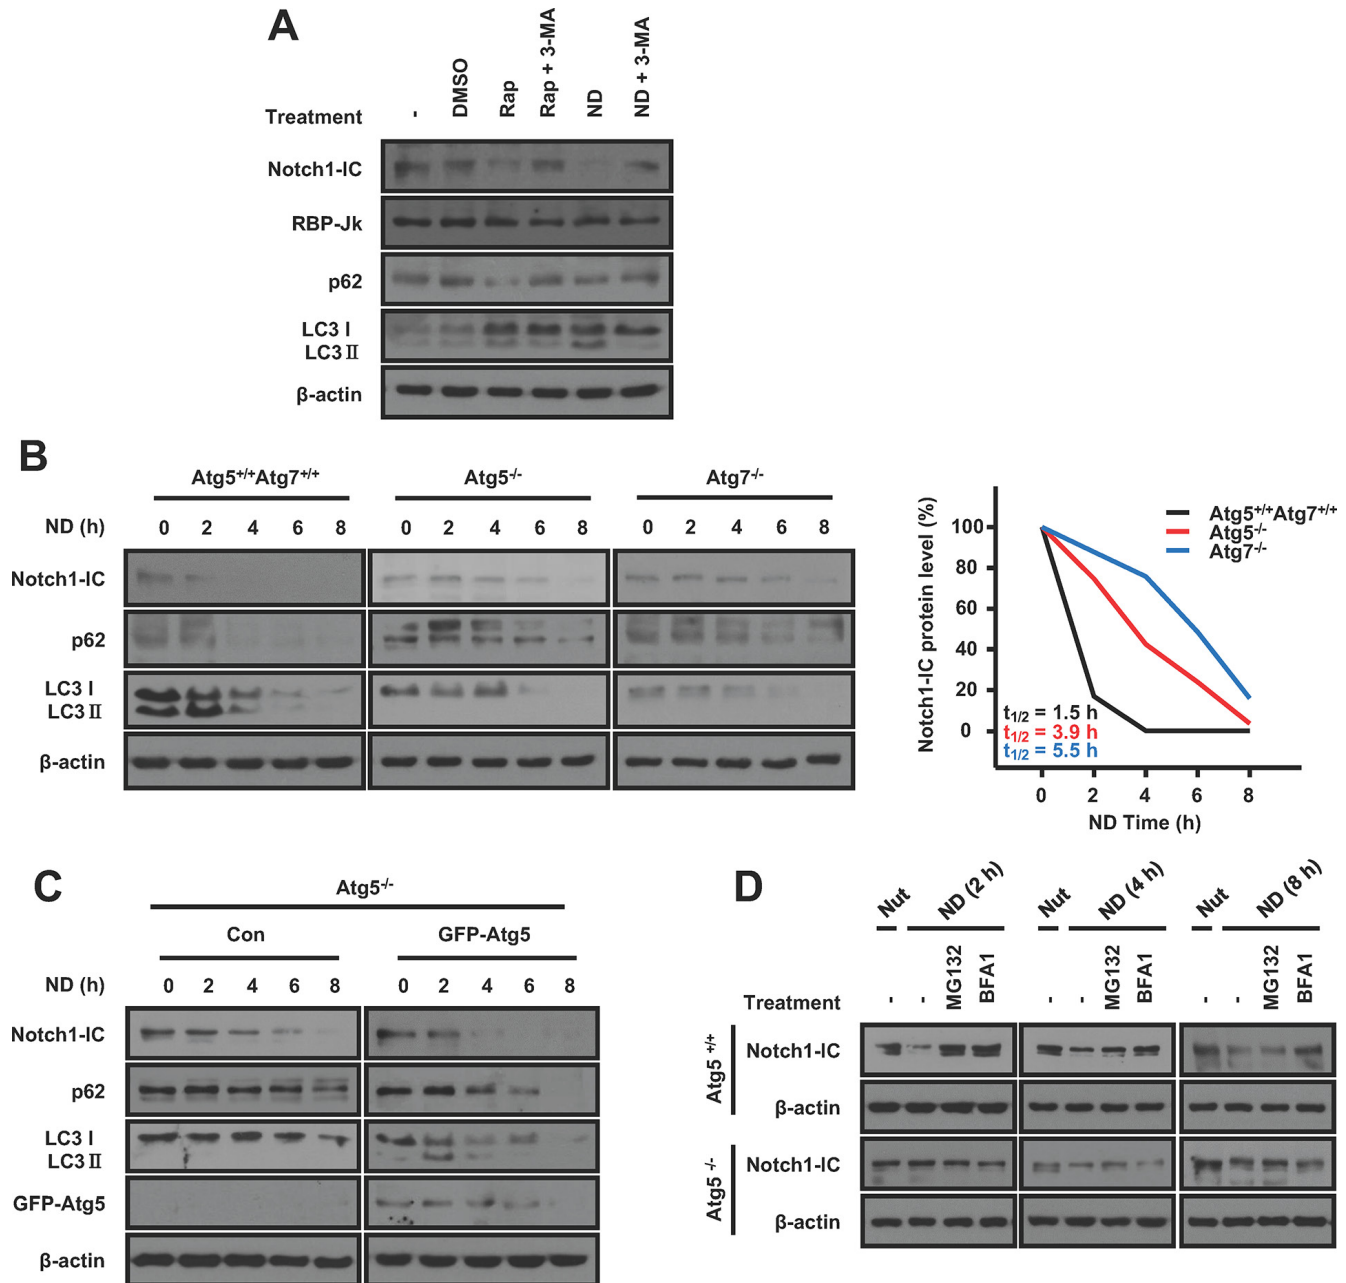 A
Treatment - DMSO Rap Rap + 3-MA ND ND + 3-MA
Notch1-IC
RBP-Jk
p62
LC3 I
LC3 II
β-actin
B
Atg5+/+Atg7+/+ Atg5-/- Atg7-/-
ND (h) 0 2 4 6 8 0 2 4 6 8 0 2 4 6 8
Notch1-IC
p62
LC3 I
LC3 II
β-actin
Notch1-IC protein level (%)
100
80
60
40
20
0
Atg5+/+Atg7+/+
Atg5-/-
Atg7-/-
t1/2 = 1.5 h
t1/2 = 3.9 h
t1/2 = 5.5 h
0 2 4 6 8
ND Time (h)
C
Atg5-/-
Con GFP-Atg5
ND (h) 0 2 4 6 8 0 2 4 6 8
Notch1-IC
p62
LC3 I
LC3 II
GFP-Atg5
β-actin
D
Nut ND (2 h) Nut ND (4 h) Nut ND (8 h)
Treatment - - MG132 BFA1 - - MG132 BFA1 - - MG132 BFA1
Atg5 +/+
Notch1-IC
β-actin
Atg5 -/-
Notch1-IC
β-actin